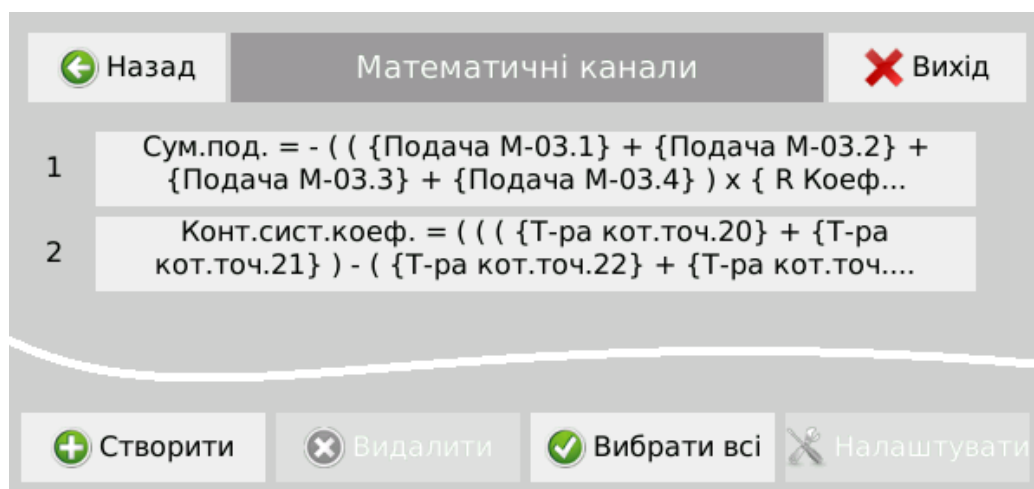 Назад Математичні канали Вихід
1 Сум.под. = - ( ( {Подача М-03.1} + {Подача М-03.2} +
{Подача М-03.3} + {Подача М-03.4} ) x { R Коеф...
2 Конт.сист.коеф. = ( ( ( {Т-ра кот.точ.20} + {Т-ра
кот.точ.21} ) - ( {Т-ра кот.точ.22} + {Т-ра кот.точ....
Створити Видалити Вибрати всі Налаштувати